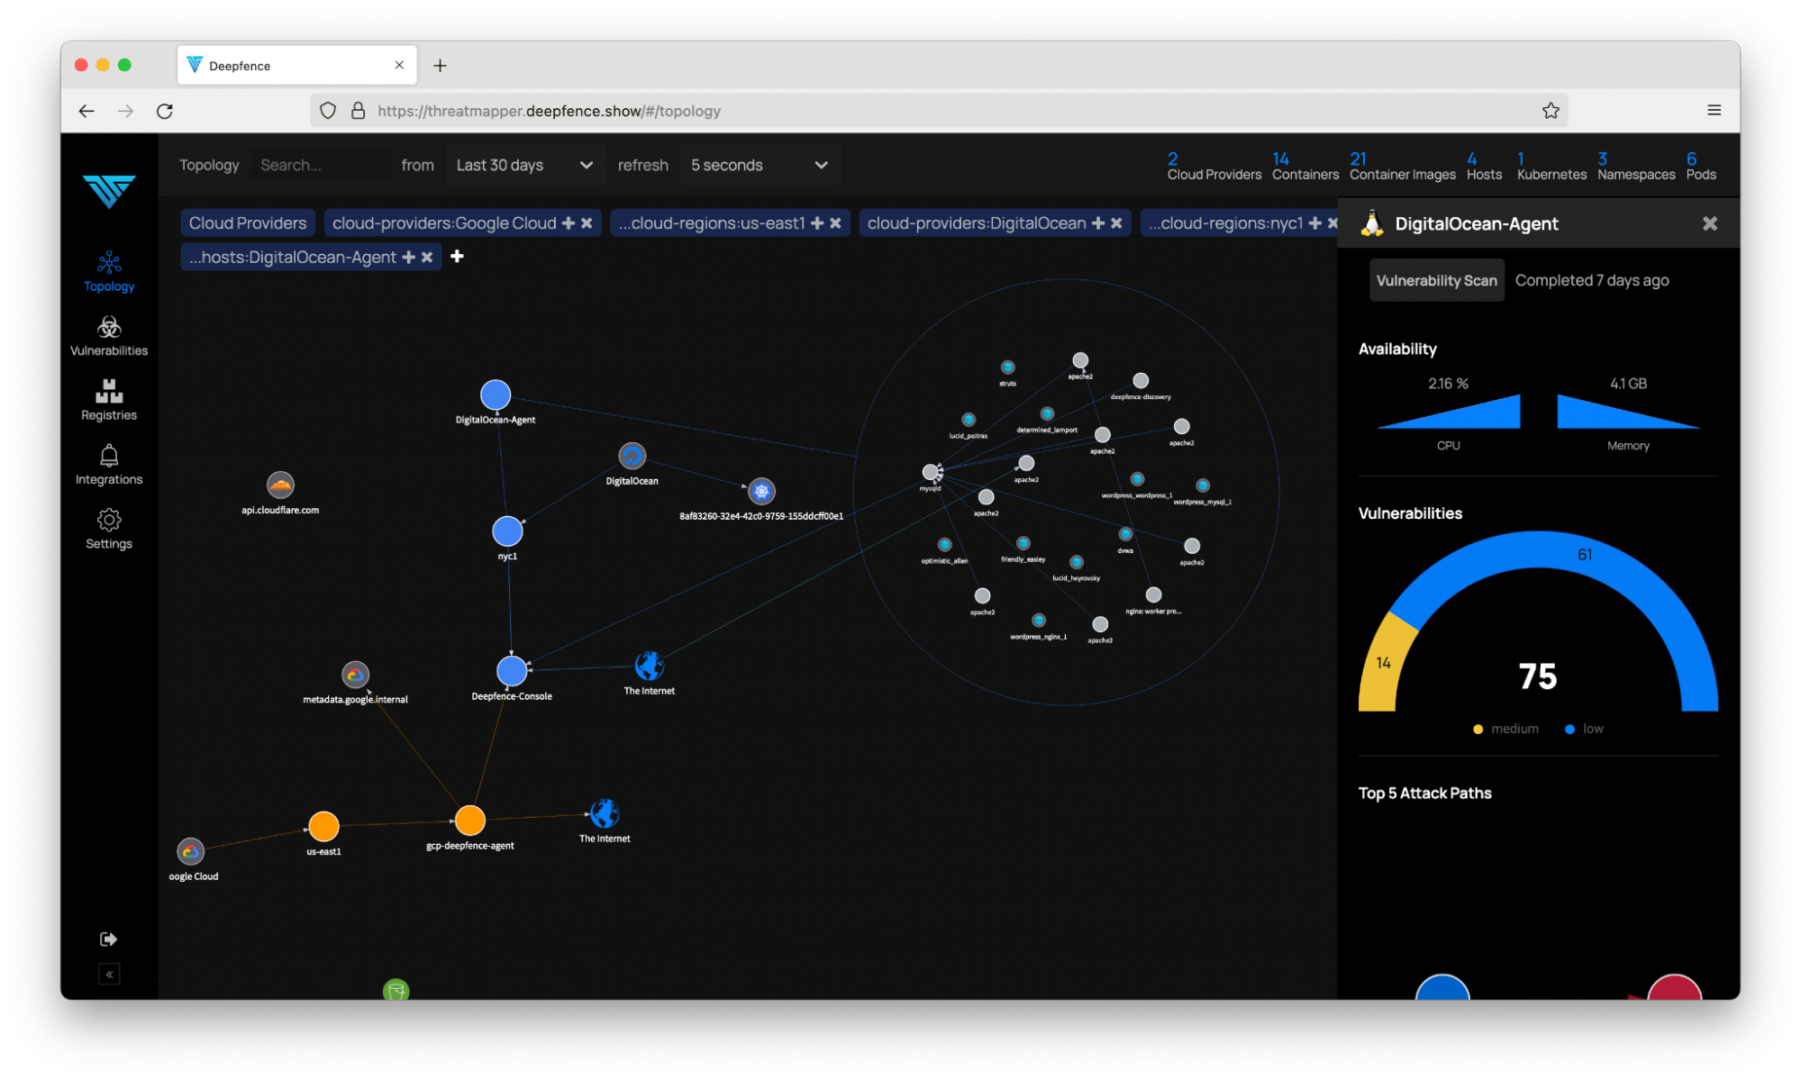 Deepfence
https://threatmapper.deepfence.show/#/topology
Topology Search... from Last 30 days refresh 5 seconds
2 Cloud Providers
14 Containers
21 Container Images
4 Hosts
1 Kubernetes
3 Namespaces
6 Pods
Cloud Providers
cloud-providers:Google Cloud
...cloud-regions:us-east1
cloud-providers:DigitalOcean
...cloud-regions:nyc1
...hosts:DigitalOcean-Agent
Topology
Vulnerabilities
Registries
Integrations
Settings
DigitalOcean-Agent
DigitalOcean
8af83260-32e4-42c0-9759-155ddcff00e1
api.cloudflare.com
nyc1
metadata.google.internal
Deepfence-Console
The Internet
us-east1
gcp-deepfence-agent
The Internet
oogle Cloud
struts
apache2
deepfence-discovery
lucid_poitras
determined_lamport
apache2
apache2
mysqld
apache2
wordpress_wordpress_1
wordpress_mysql_1
apache2
optimistic_allen
friendly_easley
dvwa
apache2
lucid_heyrovsky
apache2
nginx: worker pro...
wordpress_nginx_1
apache2
DigitalOcean-Agent
Vulnerability Scan Completed 7 days ago
Availability
2.16 %
4.1 GB
CPU
Memory
Vulnerabilities
61
14
75
medium
low
Top 5 Attack Paths